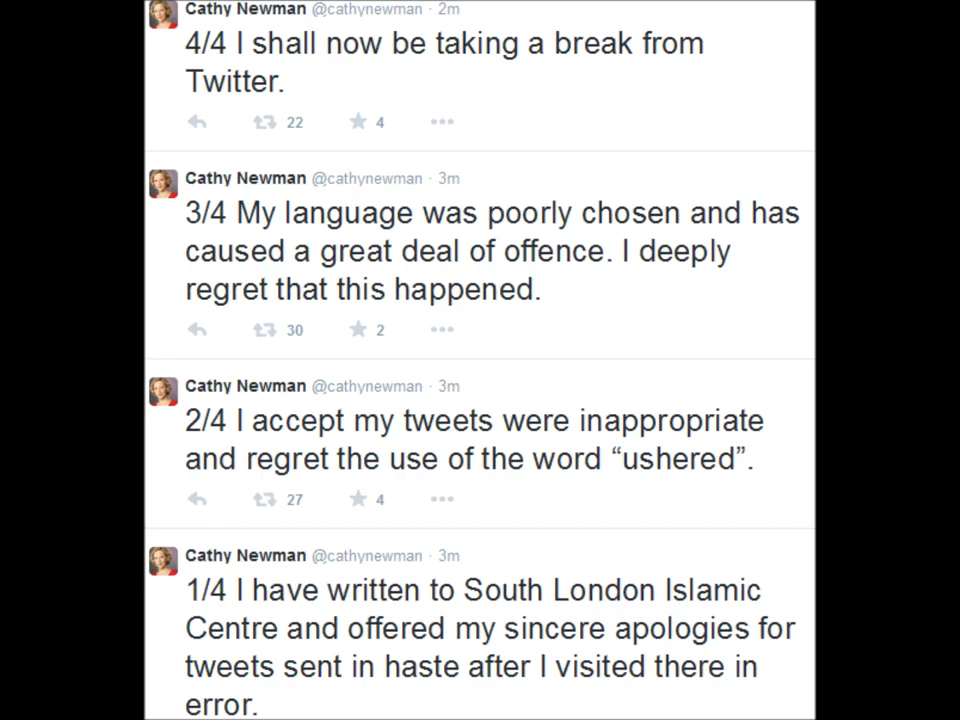 Cathy Newman @cathynewman · 2m
4/4 I shall now be taking a break from
Twitter.
22 4
Cathy Newman @cathynewman · 3m
3/4 My language was poorly chosen and has
caused a great deal of offence. I deeply
regret that this happened.
30 2
Cathy Newman @cathynewman · 3m
2/4 I accept my tweets were inappropriate
and regret the use of the word “ushered”.
27 4
Cathy Newman @cathynewman · 3m
1/4 I have written to South London Islamic
Centre and offered my sincere apologies for
tweets sent in haste after I visited there in
error.